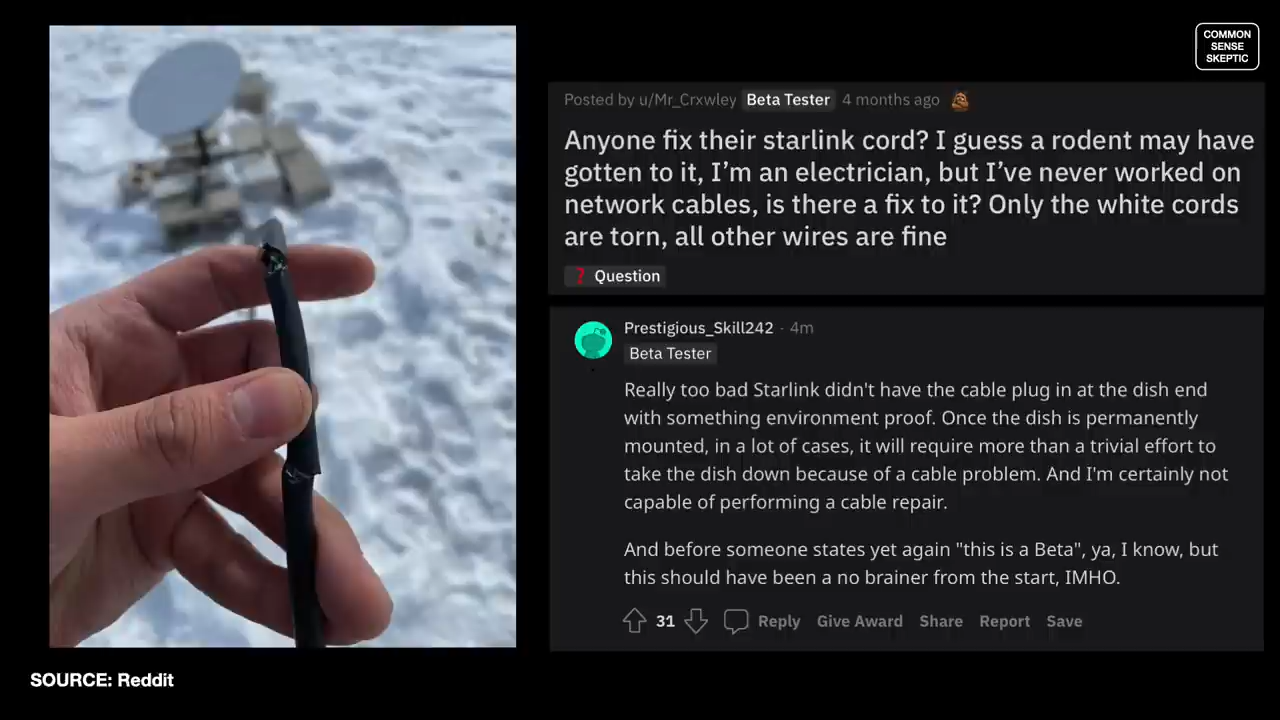 COMMON
SENSE
SKEPTIC
Posted by u/Mr_Crxwley Beta Tester 4 months ago
Anyone fix their starlink cord? I guess a rodent may have
gotten to it, I’m an electrician, but I’ve never worked on
network cables, is there a fix to it? Only the white cords
are torn, all other wires are fine
❓ Question
Prestigious_Skill242 · 4m
Beta Tester
Really too bad Starlink didn't have the cable plug in at the dish end
with something environment proof. Once the dish is permanently
mounted, in a lot of cases, it will require more than a trivial effort to
take the dish down because of a cable problem. And I'm certainly not
capable of performing a cable repair.
And before someone states yet again "this is a Beta", ya, I know, but
this should have been a no brainer from the start, IMHO.
31 Reply Give Award Share Report Save
SOURCE: Reddit